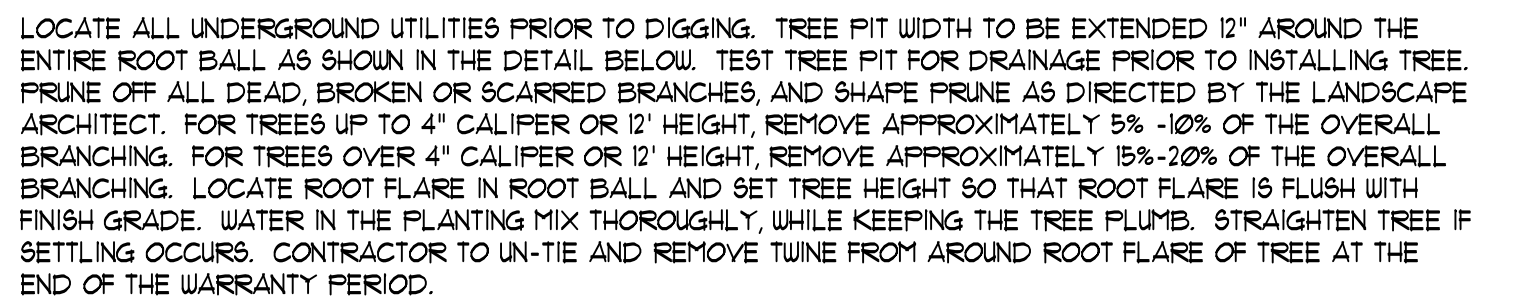 LOCATE ALL UNDERGROUND UTILITIES PRIOR TO DIGGING.  TREE PIT WIDTH TO BE EXTENDED 12" AROUND THE
ENTIRE ROOT BALL AS SHOWN IN THE DETAIL BELOW.  TEST TREE PIT FOR DRAINAGE PRIOR TO INSTALLING TREE.
PRUNE OFF ALL DEAD, BROKEN OR SCARRED BRANCHES, AND SHAPE PRUNE AS DIRECTED BY THE LANDSCAPE
ARCHITECT.  FOR TREES UP TO 4" CALIPER OR 12' HEIGHT, REMOVE APPROXIMATELY 5% -10% OF THE OVERALL
BRANCHING.  FOR TREES OVER 4" CALIPER OR 12' HEIGHT, REMOVE APPROXIMATELY 15%-20% OF THE OVERALL
BRANCHING.  LOCATE ROOT FLARE IN ROOT BALL AND SET TREE HEIGHT SO THAT ROOT FLARE IS FLUSH WITH
FINISH GRADE.  WATER IN THE PLANTING MIX THOROUGHLY, WHILE KEEPING THE TREE PLUMB.  STRAIGHTEN TREE IF
SETTLING OCCURS.  CONTRACTOR TO UN-TIE AND REMOVE TWINE FROM AROUND ROOT FLARE OF TREE AT THE
END OF THE WARRANTY PERIOD.